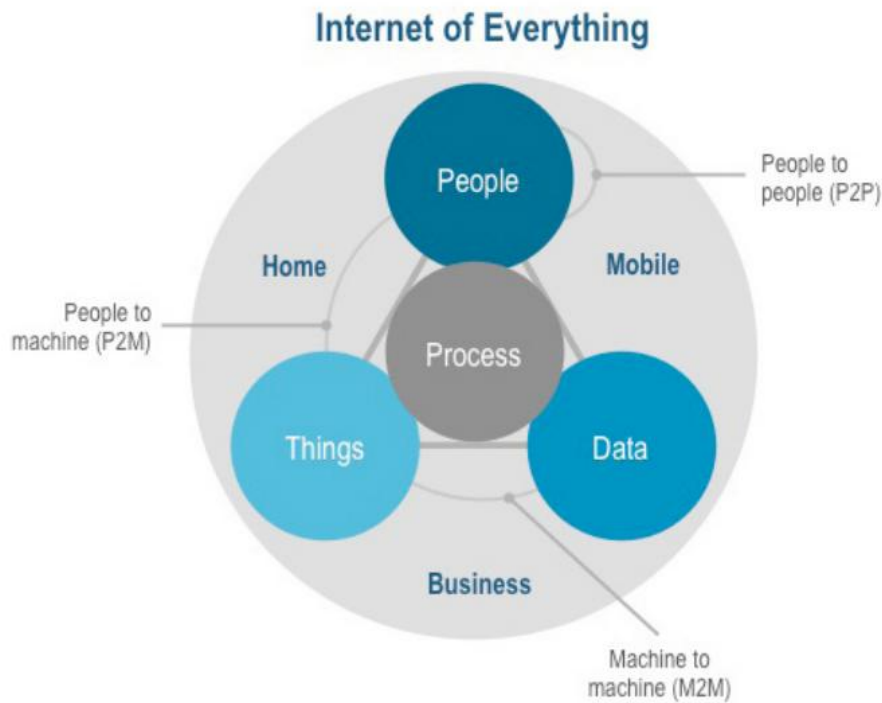 Internet of Everything
People
People to
people (P2P)
Home
Mobile
People to
machine (P2M)
Process
Things
Data
Business
Machine to
machine (M2M)